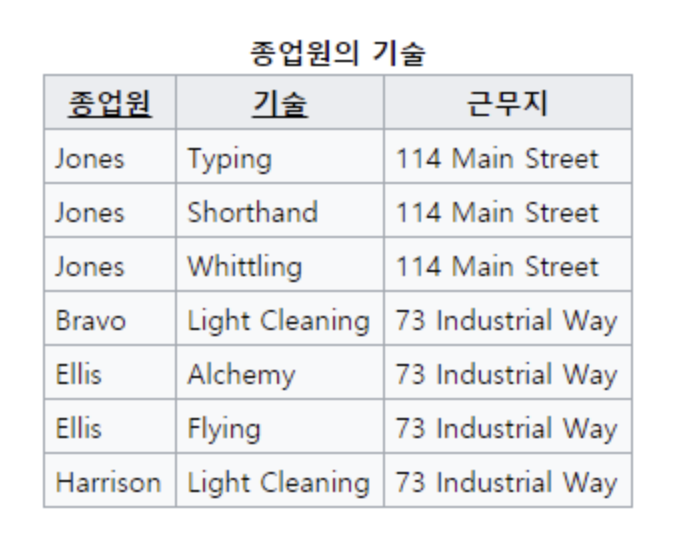 종업원의 기술
종업원 기술 근무지
Jones Typing 114 Main Street
Jones Shorthand 114 Main Street
Jones Whittling 114 Main Street
Bravo Light Cleaning 73 Industrial Way
Ellis Alchemy 73 Industrial Way
Ellis Flying 73 Industrial Way
Harrison Light Cleaning 73 Industrial Way